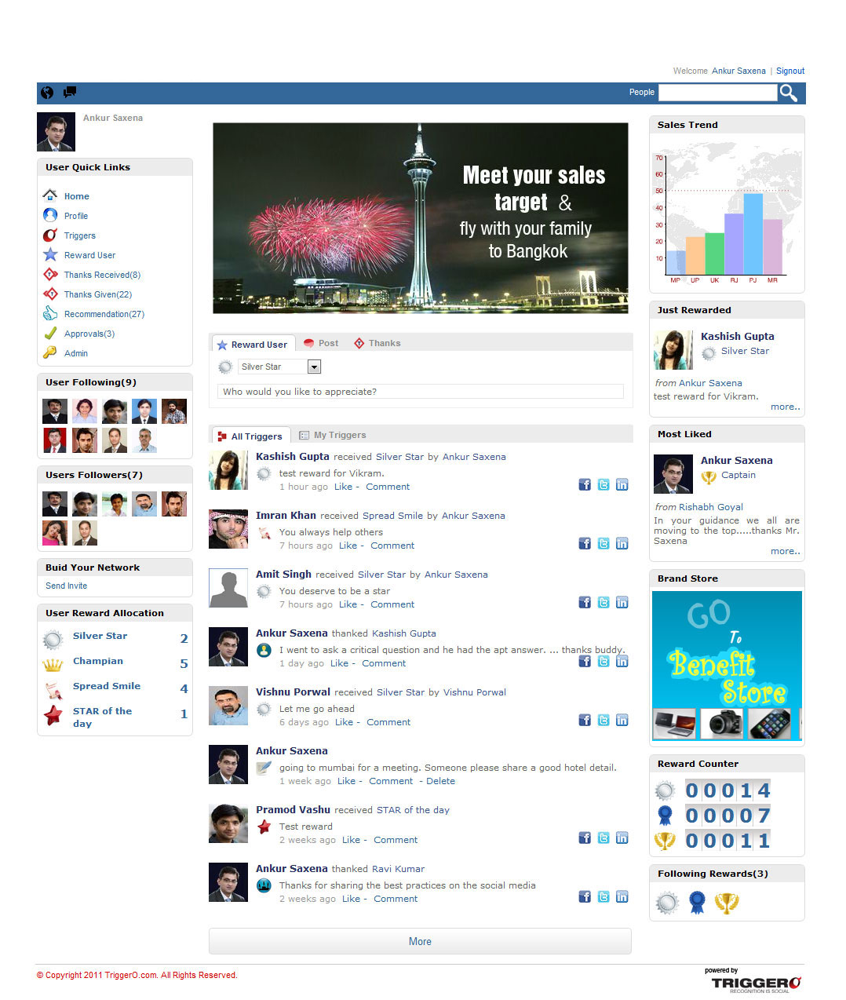 Welcome Ankur Saxena | Signout
People
Ankur Saxena
User Quick Links
Home
Profile
Triggers
Reward User
Thanks Received(8)
Thanks Given(22)
Recommendation(27)
Approvals(3)
Admin
User Following(9)
Users Followers(7)
Buid Your Network
Send Invite
User Reward Allocation
Silver Star 2
Champian 5
Spread Smile 4
STAR of the
day 1
Meet your sales
target &
fly with your family
to Bangkok
Reward User Post Thanks
Silver Star
Who would you like to appreciate?
All Triggers My Triggers
Kashish Gupta received Silver Star by Ankur Saxena
test reward for Vikram.
1 hour ago Like - Comment
Imran Khan received Spread Smile by Ankur Saxena
You always help others
7 hours ago Like - Comment
Amit Singh received Silver Star by Ankur Saxena
You deserve to be a star
7 hours ago Like - Comment
Ankur Saxena thanked Kashish Gupta
I went to ask a critical question and he had the apt answer. ... thanks buddy.
1 day ago Like - Comment
Vishnu Porwal received Silver Star by Vishnu Porwal
Let me go ahead
6 days ago Like - Comment
Ankur Saxena
going to mumbai for a meeting. Someone please share a good hotel detail.
1 week ago Like - Comment - Delete
Pramod Vashu received STAR of the day
Test reward
2 weeks ago Like - Comment
Ankur Saxena thanked Ravi Kumar
Thanks for sharing the best practices on the social media
2 weeks ago Like - Comment
More
Sales Trend
70
60
50
40
30
20
10
MP UP UK RJ PJ MR
Just Rewarded
Kashish Gupta
Silver Star
from Ankur Saxena
test reward for Vikram.
more..
Most Liked
Ankur Saxena
Captain
from Rishabh Goyal
In your guidance we all are
moving to the top.....thanks Mr.
Saxena
more..
Brand Store
GO
To
Benefit
Store
Reward Counter
00014
00007
00011
Following Rewards(3)
© Copyright 2011 TriggerO.com. All Rights Reserved.
powered by
TRIGGERO
RECOGNITION IS SOCIAL